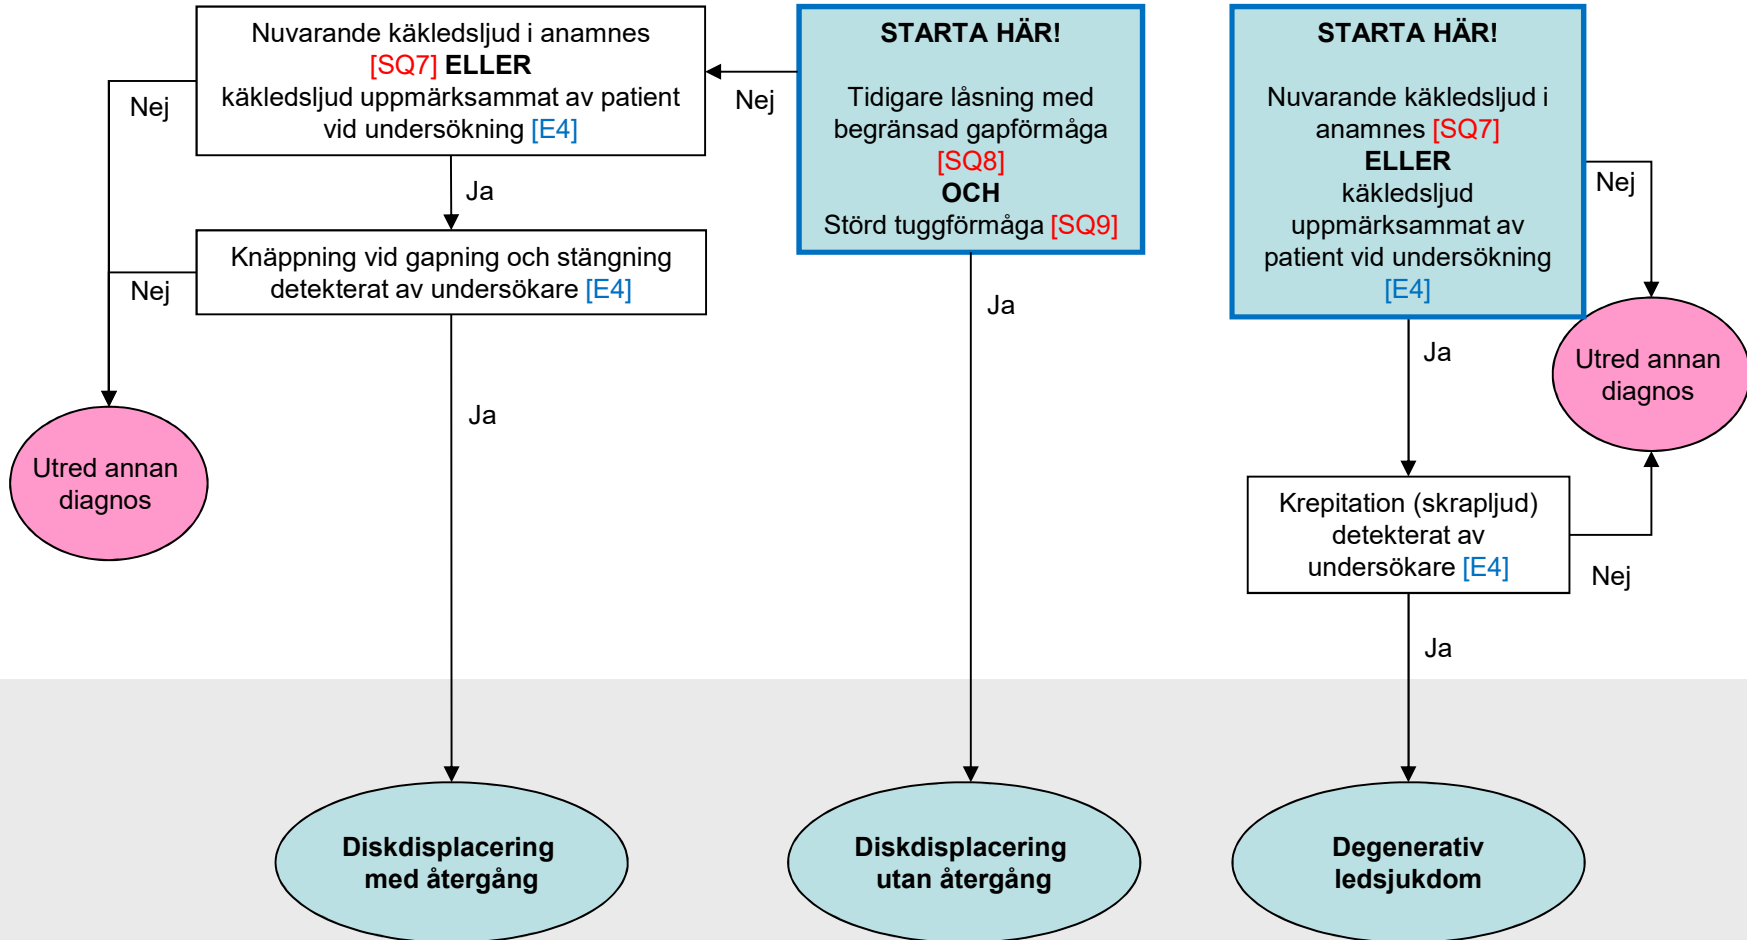 Nuvarande käkledsljud i anamnes
[SQ7] ELLER
käkledsljud uppmärksammat av patient
vid undersökning [E4]
Nej
Ja
Knäppning vid gapning och stängning
detekterat av undersökare [E4]
Nej
Ja
Utred annan
diagnos
Nej
STARTA HÄR!
Tidigare låsning med
begränsad gapförmåga
[SQ8]
OCH
Störd tuggförmåga [SQ9]
Ja
STARTA HÄR!
Nuvarande käkledsljud i
anamnes [SQ7]
ELLER
käkledsljud
uppmärksammat av
patient vid undersökning
[E4]
Nej
Ja
Utred annan
diagnos
Krepitation (skrapljud)
detekterat av
undersökare [E4]
Nej
Ja
Diskdisplacering
med återgång
Diskdisplacering
utan återgång
Degenerativ
ledsjukdom